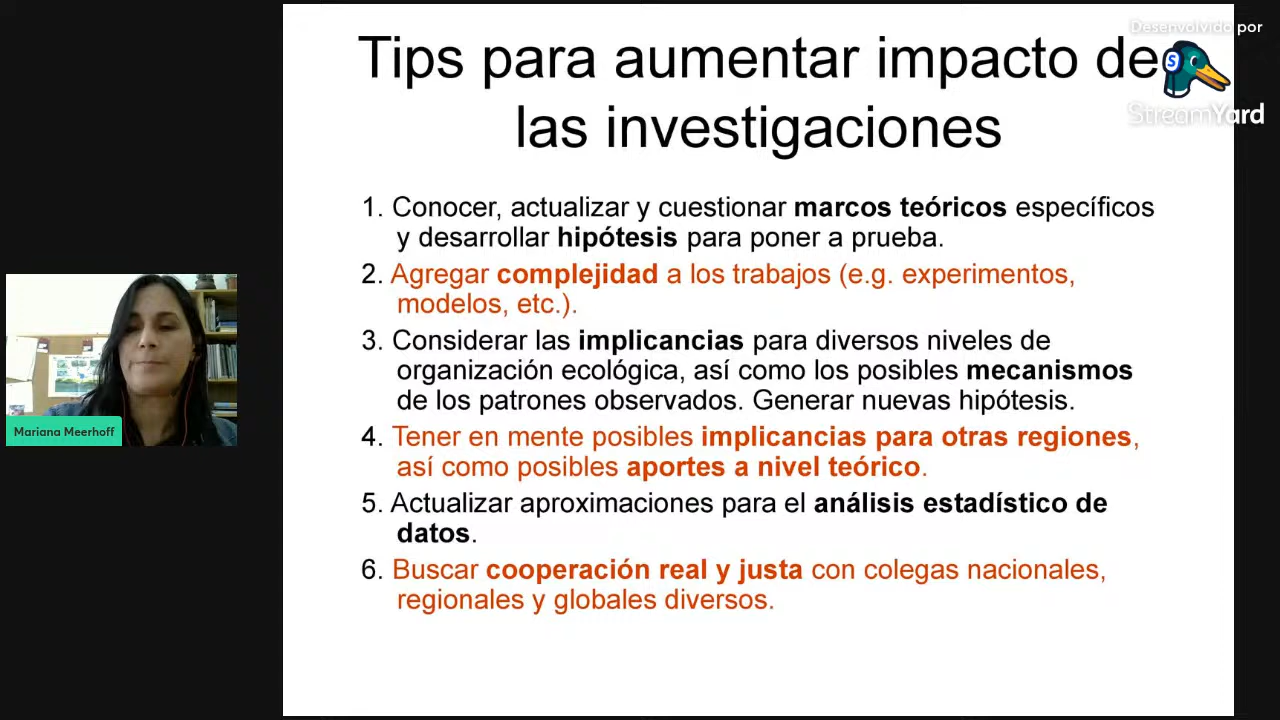 Tips para aumentar impacto de
las investigaciones
1. Conocer, actualizar y cuestionar marcos teóricos específicos
y desarrollar hipótesis para poner a prueba.
2. Agregar complejidad a los trabajos (e.g. experimentos,
modelos, etc.).
3. Considerar las implicancias para diversos niveles de
organización ecológica, así como los posibles mecanismos
de los patrones observados. Generar nuevas hipótesis.
4. Tener en mente posibles implicancias para otras regiones,
así como posibles aportes a nivel teórico.
5. Actualizar aproximaciones para el análisis estadístico de
datos.
6. Buscar cooperación real y justa con colegas nacionales,
regionales y globales diversos.
Mariana Meerhoff
Desenvolvido por
S
StreamYard